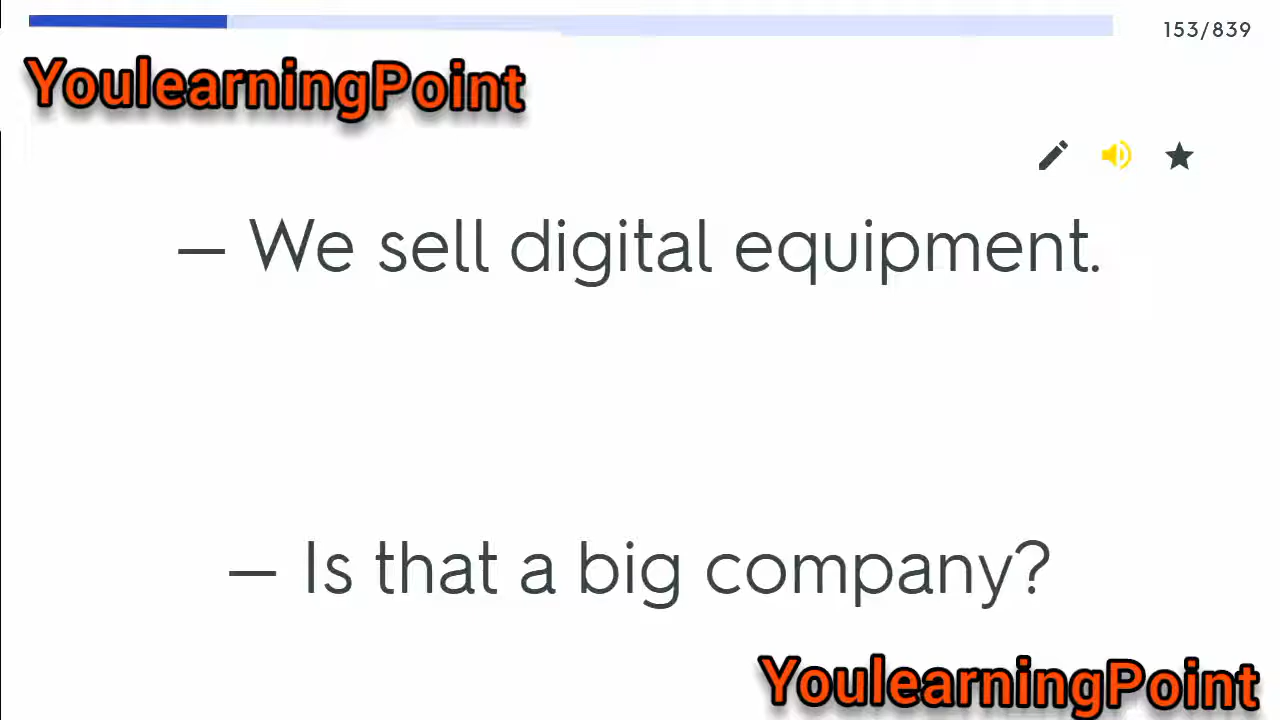 153/839
YoulearningPoint
— We sell digital equipment.
— Is that a big company?
YoulearningPoint